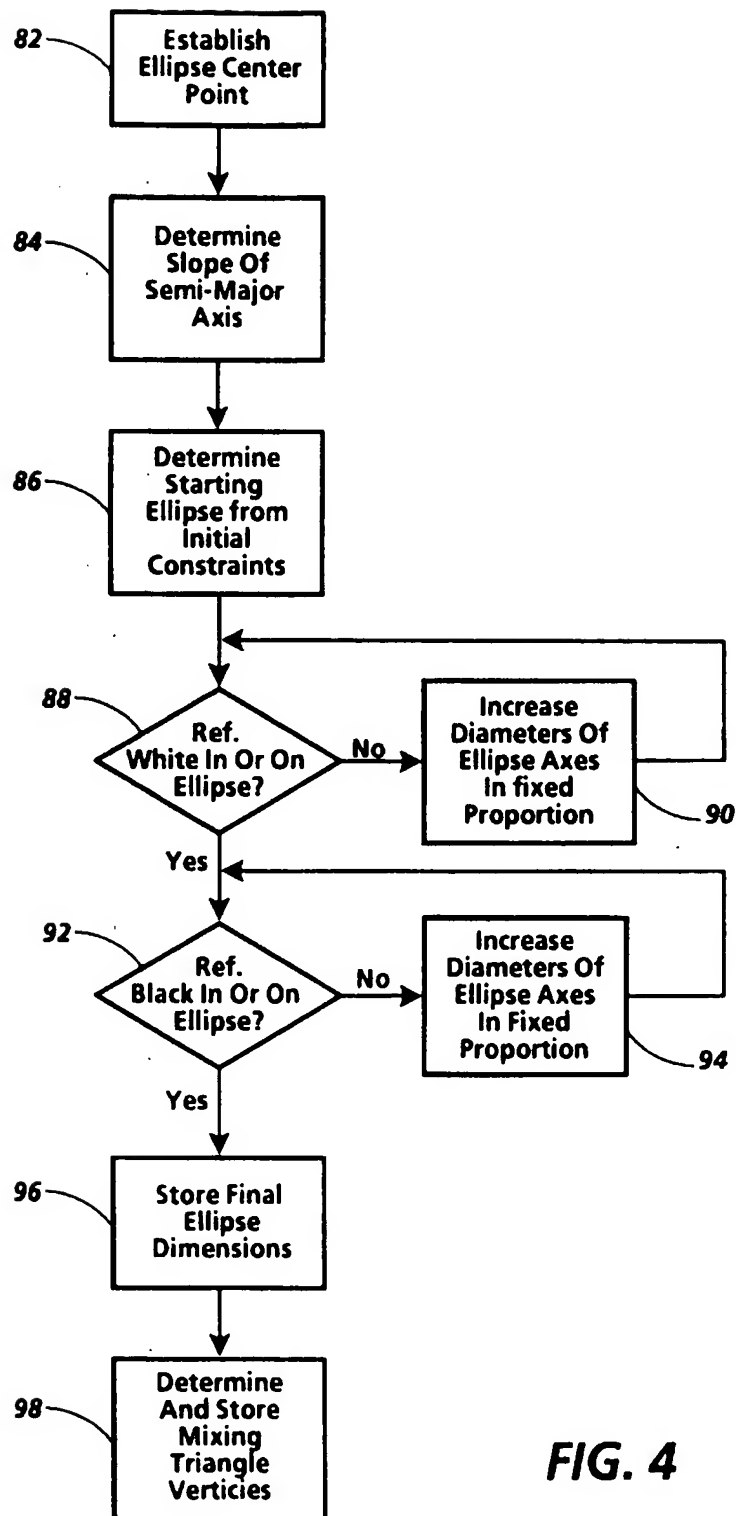 82
Establish
Ellipse Center
Point
84
Determine
Slope Of
Semi-Major
Axis
86
Determine
Starting
Ellipse from
Initial
Constraints
88
Ref.
White In Or On
Ellipse?
No
Increase
Diameters Of
Ellipse Axes
In fixed
Proportion
90
Yes
92
Ref.
Black In Or On
Ellipse?
No
Increase
Diameters Of
Ellipse Axes
In Fixed
Proportion
94
Yes
96
Store Final
Ellipse
Dimensions
98
Determine
And Store
Mixing
Triangle
Verticies
FIG. 4